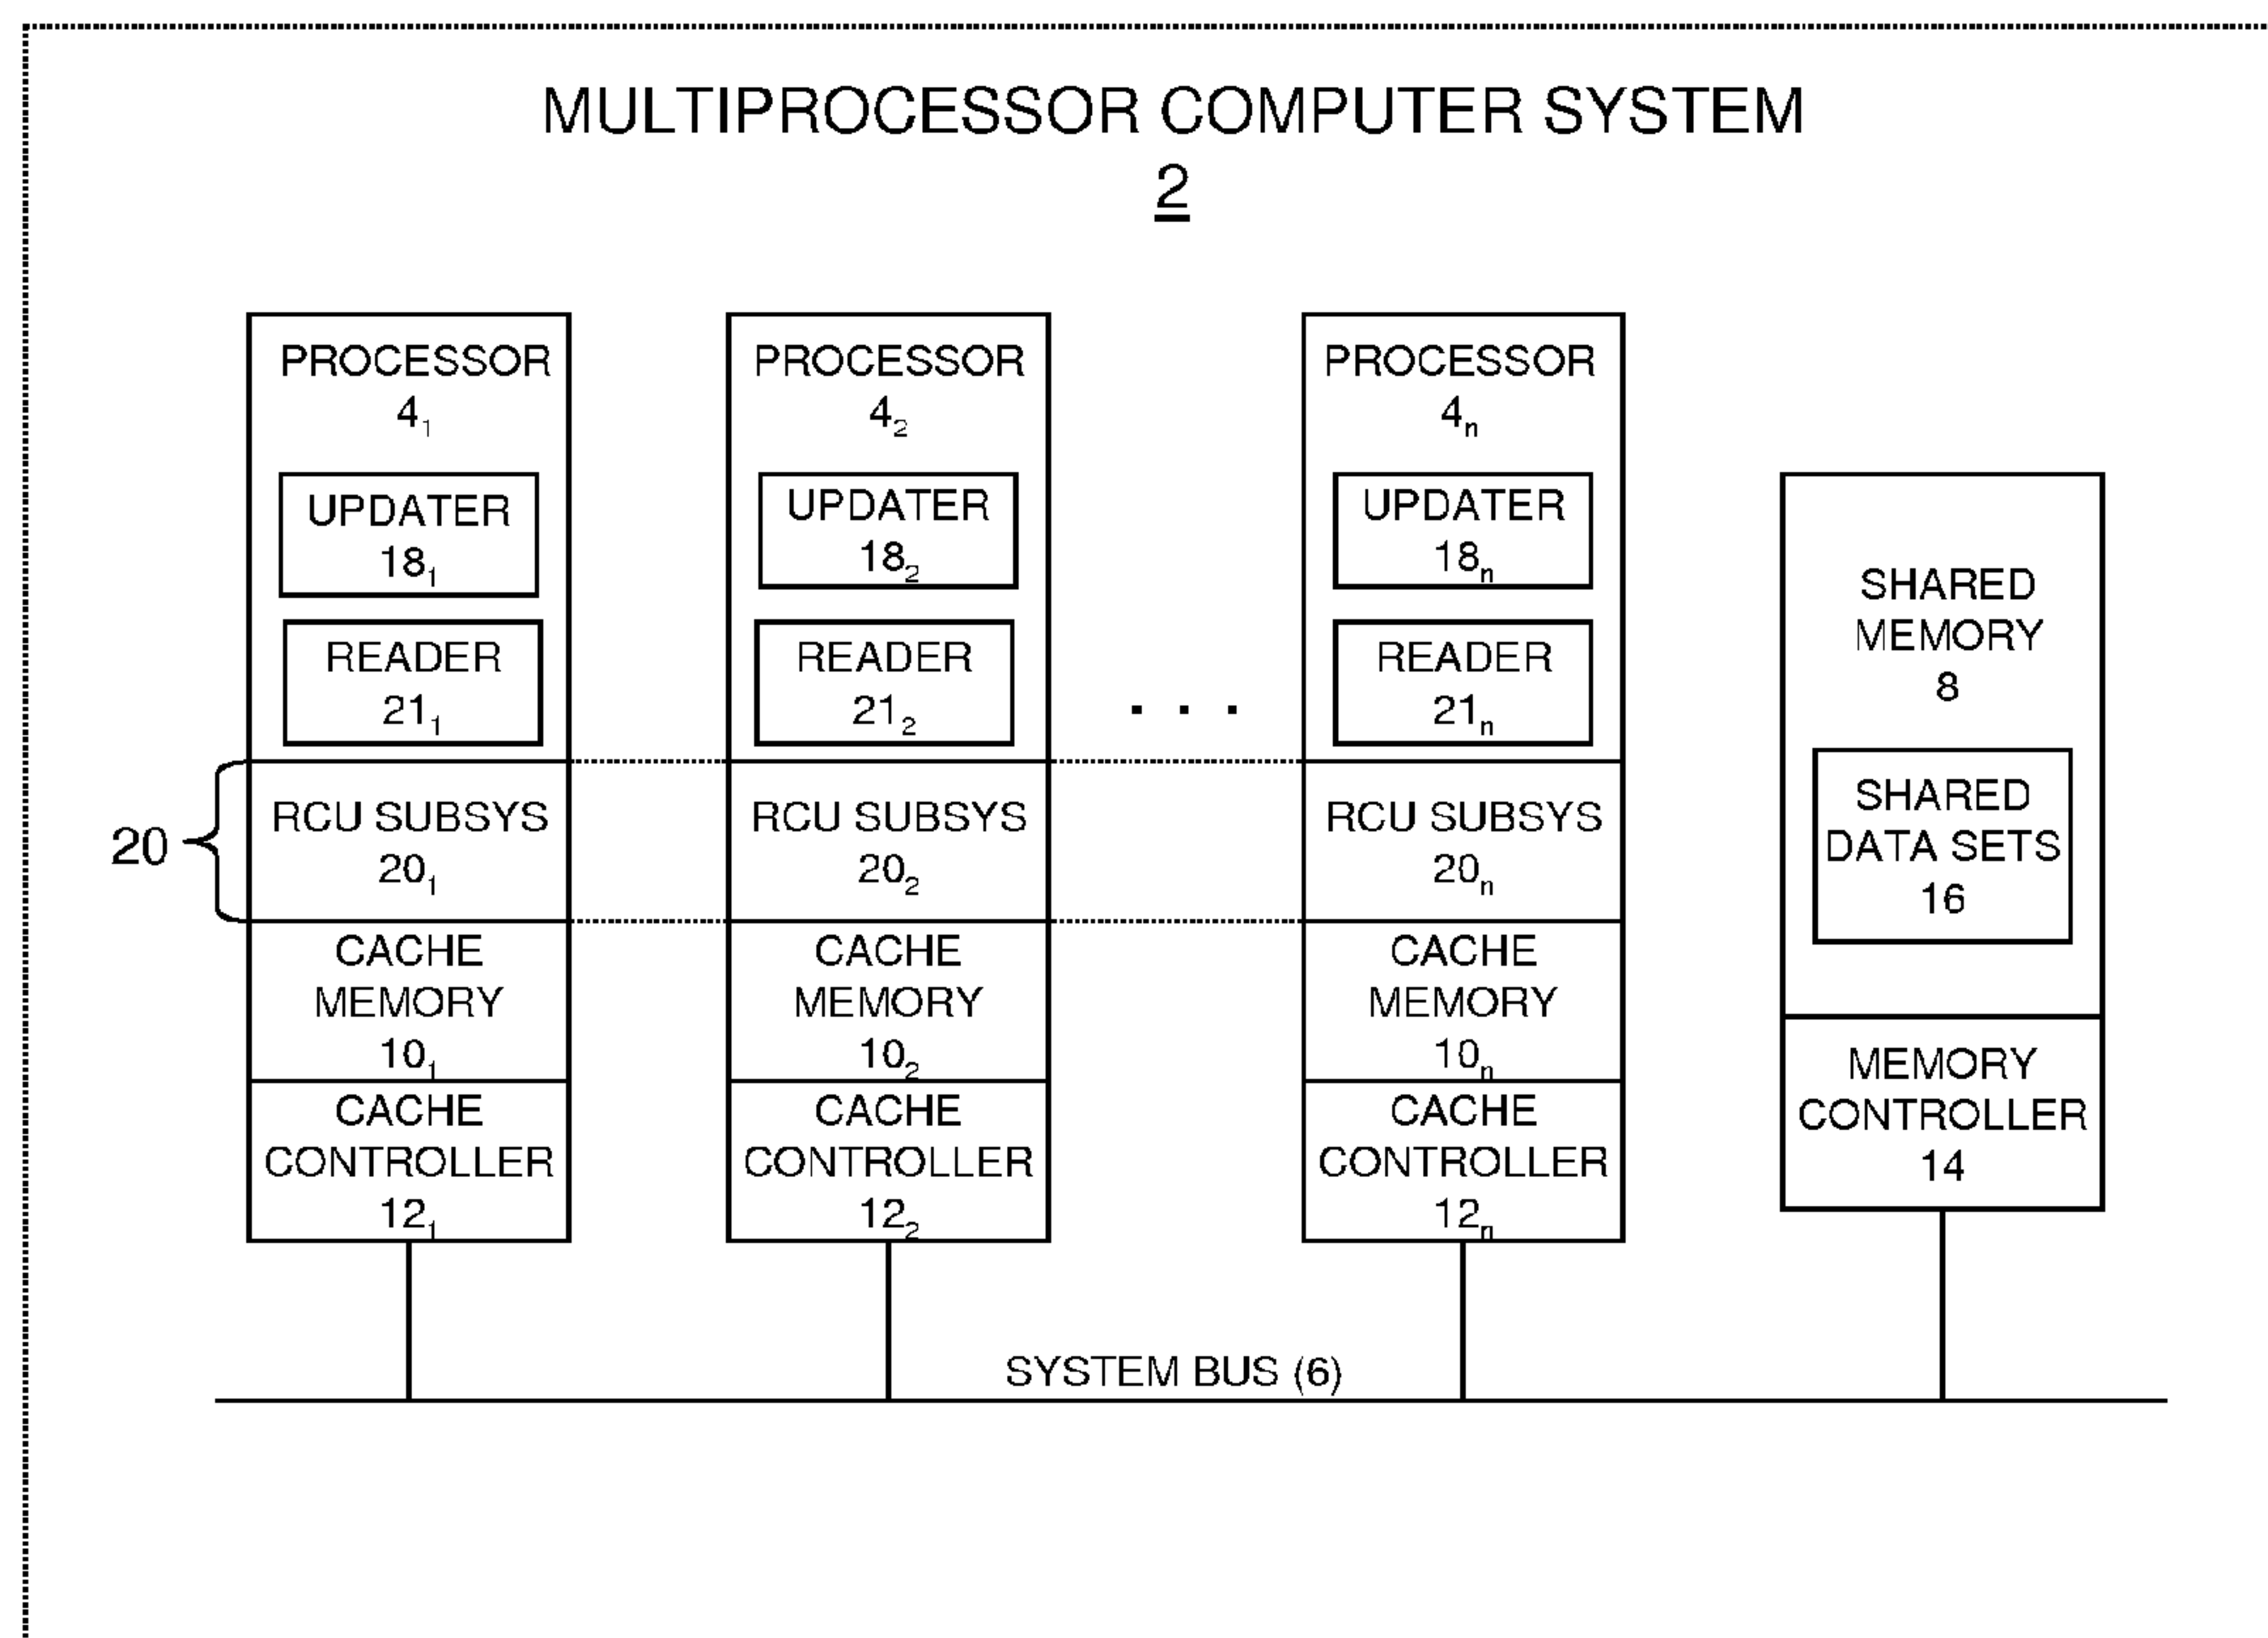 MULTIPROCESSOR COMPUTER SYSTEM
2
PROCESSOR
4₁
UPDATER
18₁
READER
21₁
RCU SUBSYS
20₁
CACHE
MEMORY
10₁
CACHE
CONTROLLER
12₁
PROCESSOR
4₂
UPDATER
18₂
READER
21₂
RCU SUBSYS
20₂
CACHE
MEMORY
10₂
CACHE
CONTROLLER
12₂
. . .
PROCESSOR
4ₙ
UPDATER
18ₙ
READER
21ₙ
RCU SUBSYS
20ₙ
CACHE
MEMORY
10ₙ
CACHE
CONTROLLER
12ₙ
SHARED
MEMORY
8
SHARED
DATA SETS
16
MEMORY
CONTROLLER
14
20
SYSTEM BUS (6)